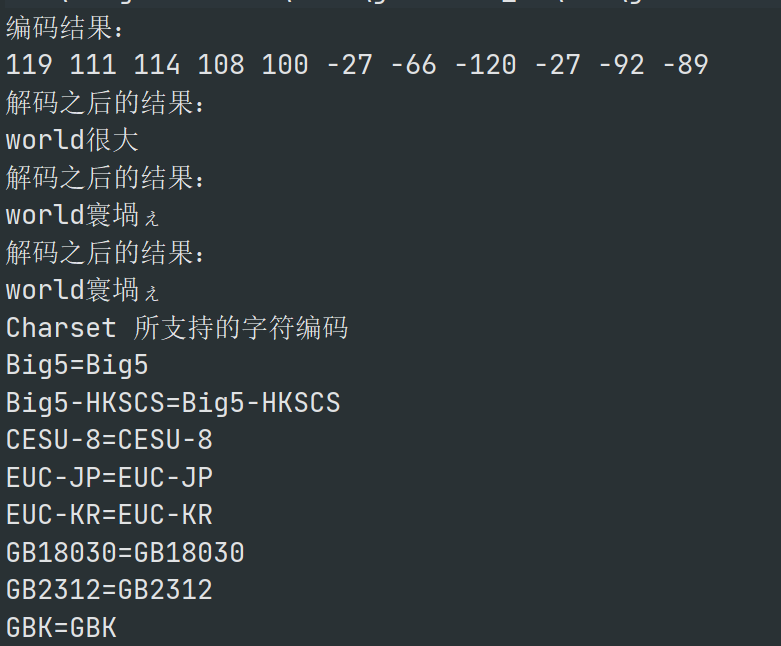 编码结果：
119 111 114 108 100 -27 -66 -120 -27 -92 -89
解码之后的结果：
world很大
解码之后的结果：
world寰堝ぇ
解码之后的结果：
world寰堝ぇ
Charset 所支持的字符编码
Big5=Big5
Big5-HKSCS=Big5-HKSCS
CESU-8=CESU-8
EUC-JP=EUC-JP
EUC-KR=EUC-KR
GB18030=GB18030
GB2312=GB2312
GBK=GBK